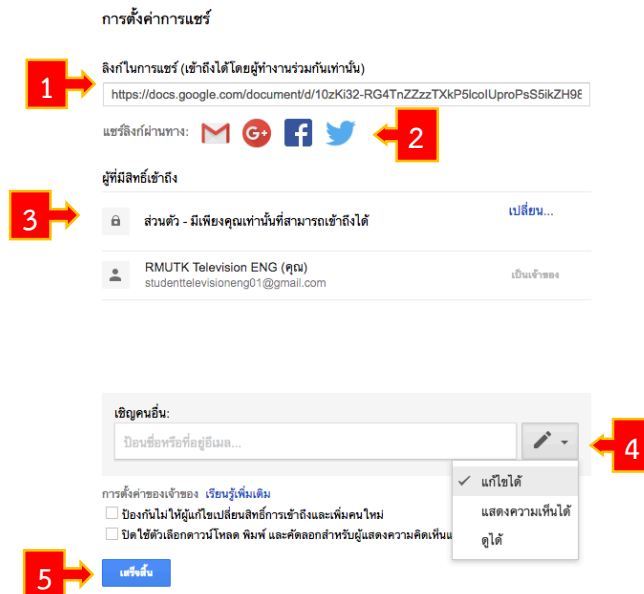 การตั้งค่าการแชร์
ลิงก์ในการแชร์ (เข้าถึงได้โดยผู้ทำงานร่วมกันเท่านั้น)
1
https://docs.google.com/document/d/10zKi32-RG4TnZZzzTXkP5lcolUproPsS5ikZH9
แชร์ลิงก์ผ่านทาง:
G+
2
ผู้ที่มีสิทธิ์เข้าถึง
3
ส่วนตัว - มีเพียงคุณเท่านั้นที่สามารถเข้าถึงได้ เปลี่ยน...
RMUTK Television ENG (คุณ) เป็นเจ้าของ
studenttelevisioneng01@gmail.com
เชิญคนอื่น:
ป้อนชื่อหรือที่อยู่อีเมล...
4
แก้ไขได้
แสดงความเห็นได้
ดูได้
การตั้งค่าของเจ้าของ เรียนรู้เพิ่มเติม
ป้องกันไม่ให้ผู้แก้ไขเปลี่ยนสิทธิ์การเข้าถึงและเพิ่มคนใหม่
ปิดใช้ตัวเลือกดาวน์โหลด พิมพ์ และคัดลอกสำหรับผู้แสดงความคิดเห็น
5
เสร็จสิ้น